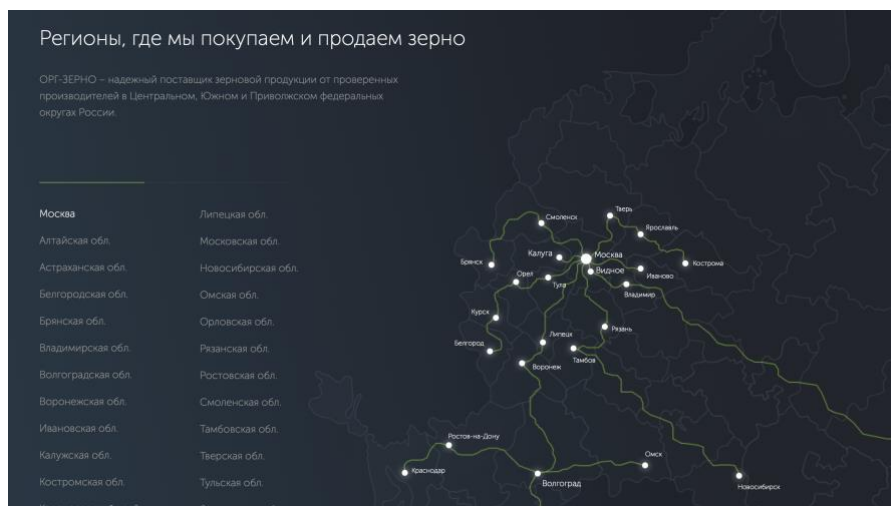 Регионы, где мы покупаем и продаем зерно
ОРГ-ЗЕРНО – надежный поставщик зерновой продукции от проверенных
производителей в Центральном, Южном и Приволжском федеральных
округах России.
Москва
Алтайская обл.
Астраханская обл.
Белгородская обл.
Брянская обл.
Владимирская обл.
Волгоградская обл.
Воронежская обл.
Ивановская обл.
Калужская обл.
Костромская обл.
Липецкая обл.
Московская обл.
Новосибирская обл.
Омская обл.
Орловская обл.
Рязанская обл.
Ростовская обл.
Смоленская обл.
Тамбовская обл.
Тверская обл.
Тульская обл.
Тверь
Смоленск
Ярославль
Калуга
Москва
Брянск
Кострома
Видное
Иваново
Орел
Тула
Владимир
Курск
Рязань
Липецк
Белгород
Тамбов
Воронеж
Ростов-на-Дону
Омск
Краснодар
Волгоград
Новосибирск